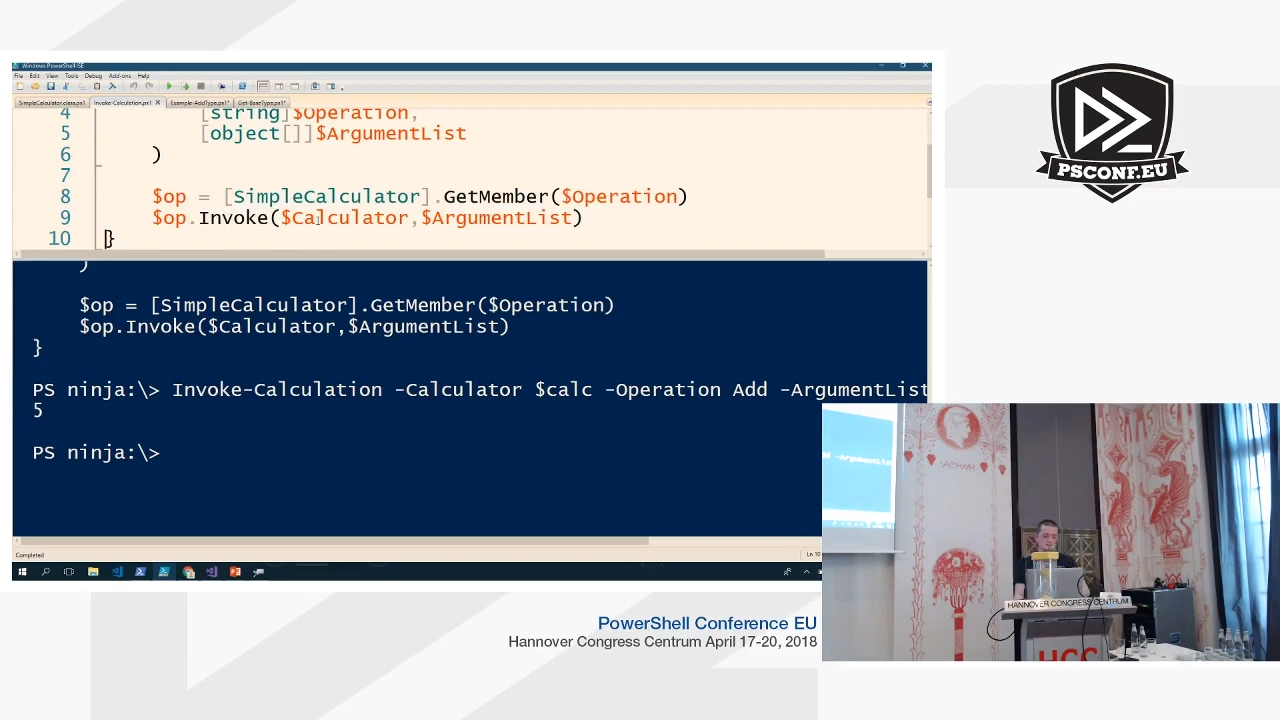 Windows PowerShell ISE
File Edit View Tools Debug Add-ons Help
SimpleCalculator.class.ps1 Invoke-Calculation.ps1 X Example-AddType.ps1* Get-BaseType.ps1*
4 [string]$Operation,
5 [object[]]$ArgumentList
6 )
7
8 $op = [SimpleCalculator].GetMember($Operation)
9 $op.Invoke($Calculator,$ArgumentList)
10 }
)
$op = [SimpleCalculator].GetMember($Operation)
$op.Invoke($Calculator,$ArgumentList)
}
PS ninja:\> Invoke-Calculation -Calculator $calc -Operation Add -ArgumentList
5
PS ninja:\>
Completed
Ln 10
PSCONF.EU
-ArgumentList
HANNOVER CONGRESS CENTRUM
HCC
PowerShell Conference EU
Hannover Congress Centrum April 17-20, 2018